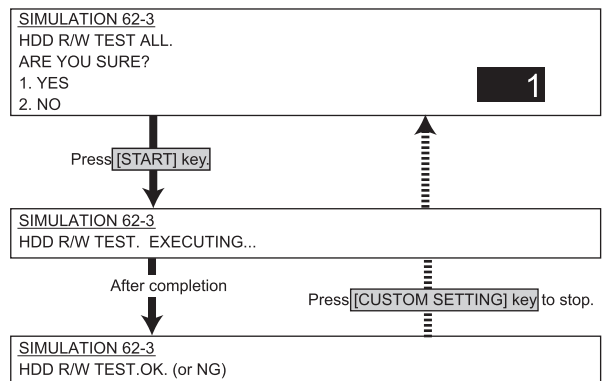 SIMULATION 62-3
HDD R/W TEST ALL.
ARE YOU SURE?
1. YES
2. NO
1
Press [START] key.
SIMULATION 62-3
HDD R/W TEST. EXECUTING...
After completion
Press [CUSTOM SETTING] key to stop.
SIMULATION 62-3
HDD R/W TEST.OK. (or NG)